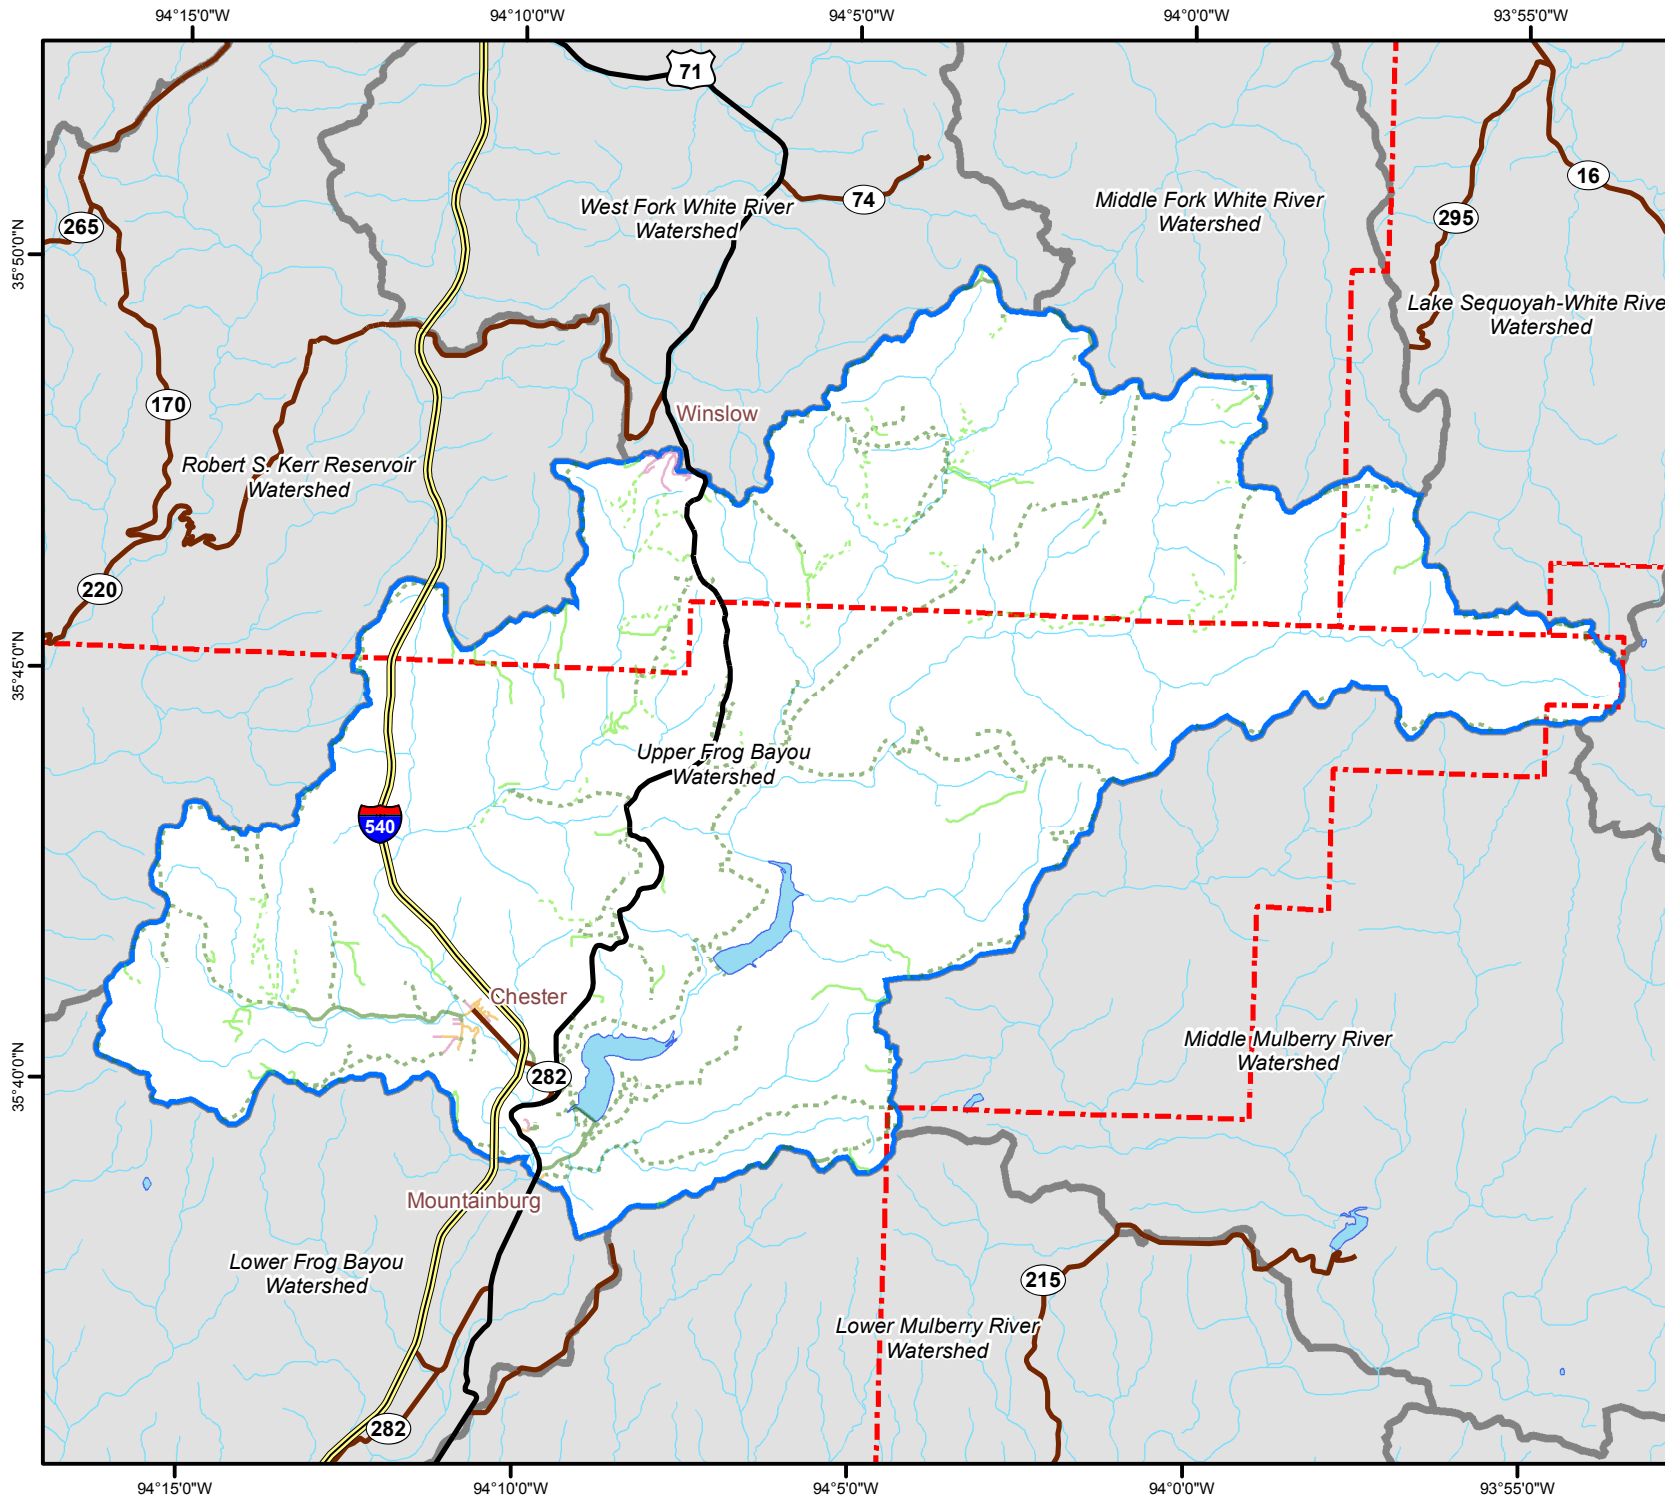 94°15'0"W
94°10'0"W
94°5'0"W
94°0'0"W
93°55'0"W
71
16
74
295
265
West Fork White River
Watershed
Middle Fork White River
Watershed
35°50'0"N
Lake Sequoyah-White Rive
Watershed
170
Winslow
Robert S. Kerr Reservoir
Watershed
220
35°45'0"N
Upper Frog Bayou
Watershed
540
Chester
Middle Mulberry River
Watershed
282
35°40'0"N
Mountainburg
Lower Frog Bayou
Watershed
215
Lower Mulberry River
Watershed
282
94°15'0"W
94°10'0"W
94°5'0"W
94°0'0"W
93°55'0"W